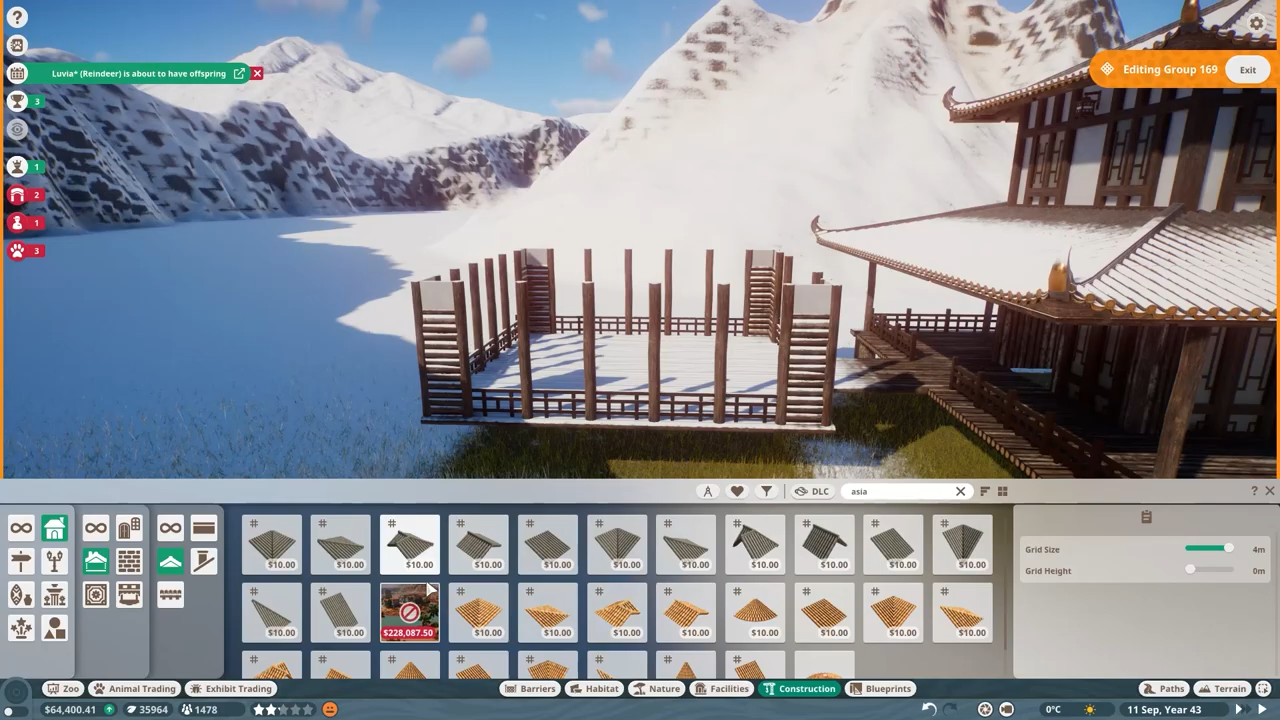 ?
Luvia* (Reindeer) is about to have offspring
3
1
2
1
3
Editing Group 169 Exit
DLC asia ? 
$10.00 $10.00 $10.00 $10.00 $10.00 $10.00 $10.00 $10.00 $10.00 $10.00 $10.00
$10.00 $10.00 $228,087.50 $10.00 $10.00 $10.00 $10.00 $10.00 $10.00 $10.00 $10.00
Grid Size 4m
Grid Height 0m
Zoo Animal Trading Exhibit Trading Barriers Habitat Nature Facilities Construction Blueprints Paths Terrain
$64,400.41 35964 1478 0°C 11 Sep, Year 43